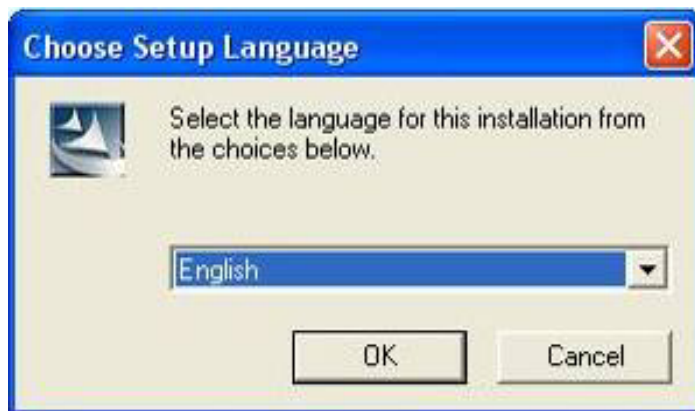 Choose Setup Language
Select the language for this installation from
the choices below.
English
OK
Cancel